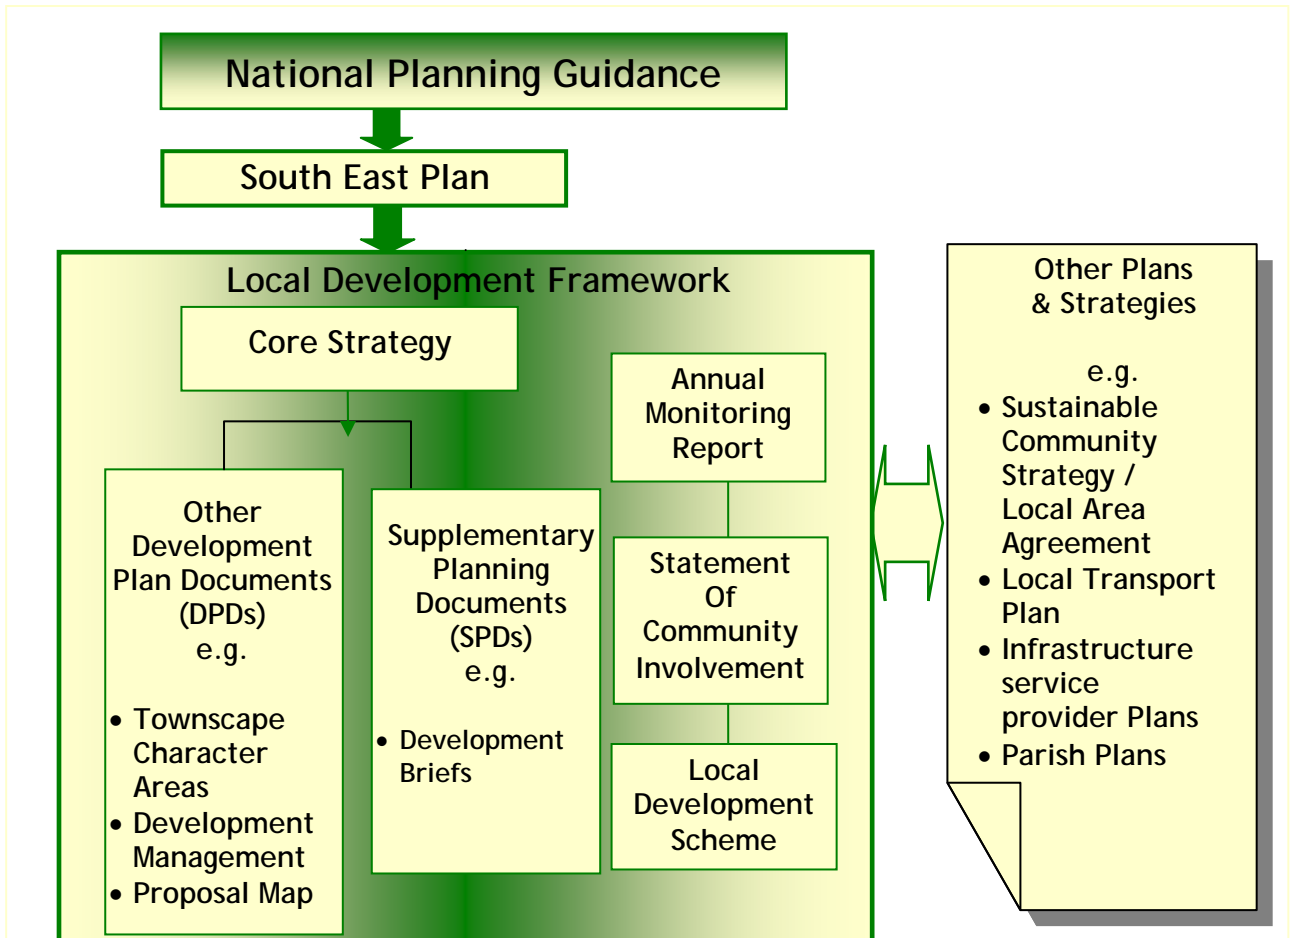 National Planning Guidance
South East Plan
Local Development Framework
Core Strategy
Other
Development
Plan Documents
(DPDs)
e.g.
• Townscape
Character
Areas
• Development
Management
• Proposal Map
Supplementary
Planning
Documents
(SPDs)
e.g.
• Development
Briefs
Annual
Monitoring
Report
Statement
Of
Community
Involvement
Local
Development
Scheme
Other Plans
& Strategies
e.g.
• Sustainable
Community
Strategy /
Local Area
Agreement
• Local Transport
Plan
• Infrastructure
service
provider Plans
• Parish Plans